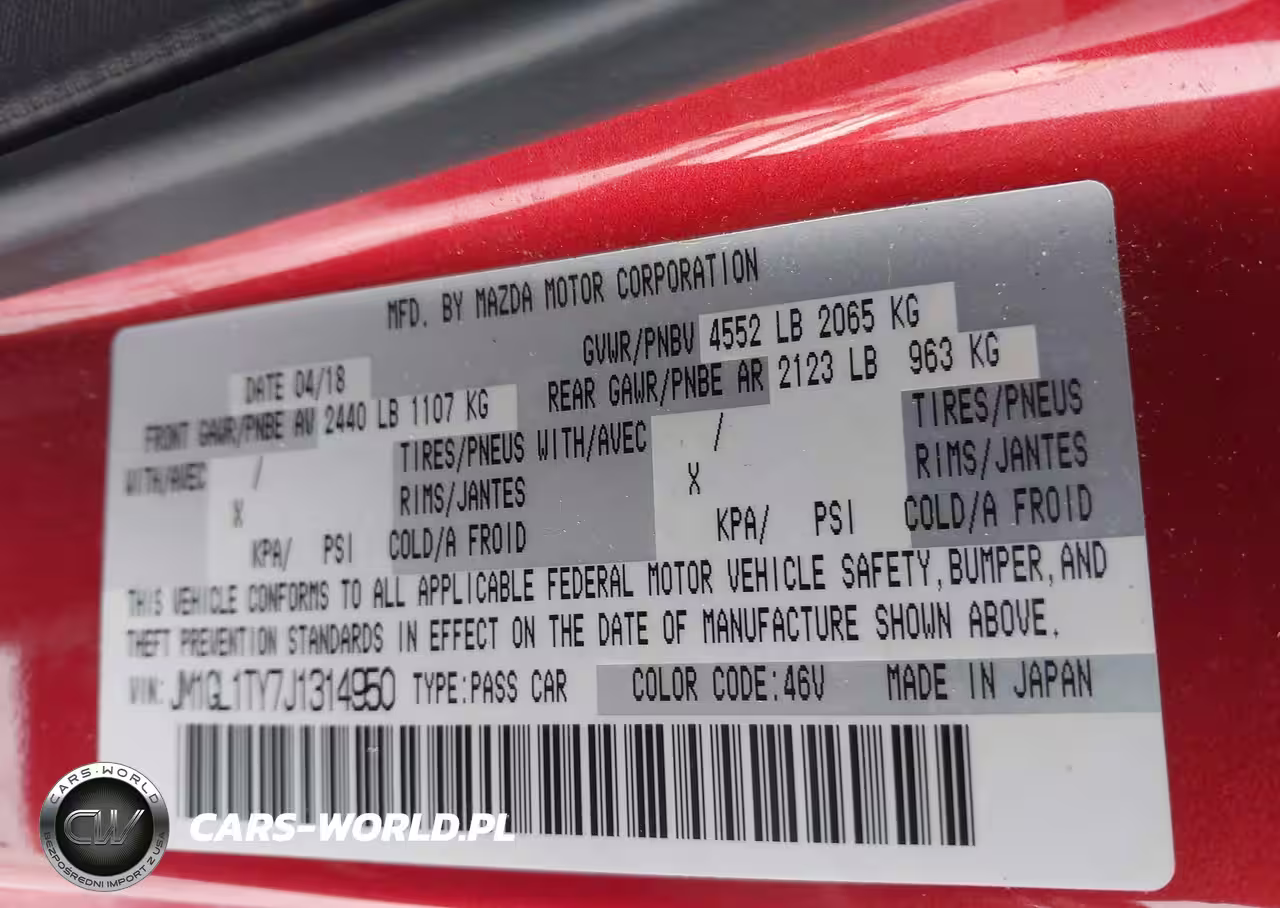 MFD. BY MAZDA MOTOR CORPORATION
DATE 04/18 GVWR/PNBV 4552 LB 2065 KG
FRONT GAWR/PNBE AV 2440 LB 1107 KG REAR GAWR/PNBE AR 2123 LB 963 KG
WITH/AVEC / TIRES/PNEUS WITH/AVEC / TIRES/PNEUS
X RIMS/JANTES X RIMS/JANTES
KPA/ PSI COLD/A FROID KPA/ PSI COLD/A FROID
THIS VEHICLE CONFORMS TO ALL APPLICABLE FEDERAL MOTOR VEHICLE SAFETY, BUMPER, AND
THEFT PREVENTION STANDARDS IN EFFECT ON THE DATE OF MANUFACTURE SHOWN ABOVE.
VIN: JM1GL1TY7J1314950 TYPE:PASS CAR COLOR CODE:46V MADE IN JAPAN
CARS-WORLD
CW
BEZPOŚREDNI IMPORT Z USA
CARS-WORLD.PL